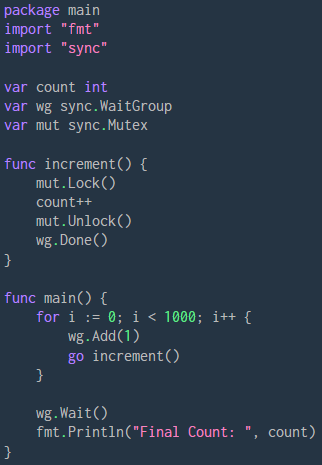 package main
import "fmt"
import "sync"

var count int
var wg sync.WaitGroup
var mut sync.Mutex

func increment() {
    mut.Lock()
    count++
    mut.Unlock()
    wg.Done()
}

func main() {
    for i := 0; i < 1000; i++ {
        wg.Add(1)
        go increment()
    }

    wg.Wait()
    fmt.Println("Final Count: ", count)
}